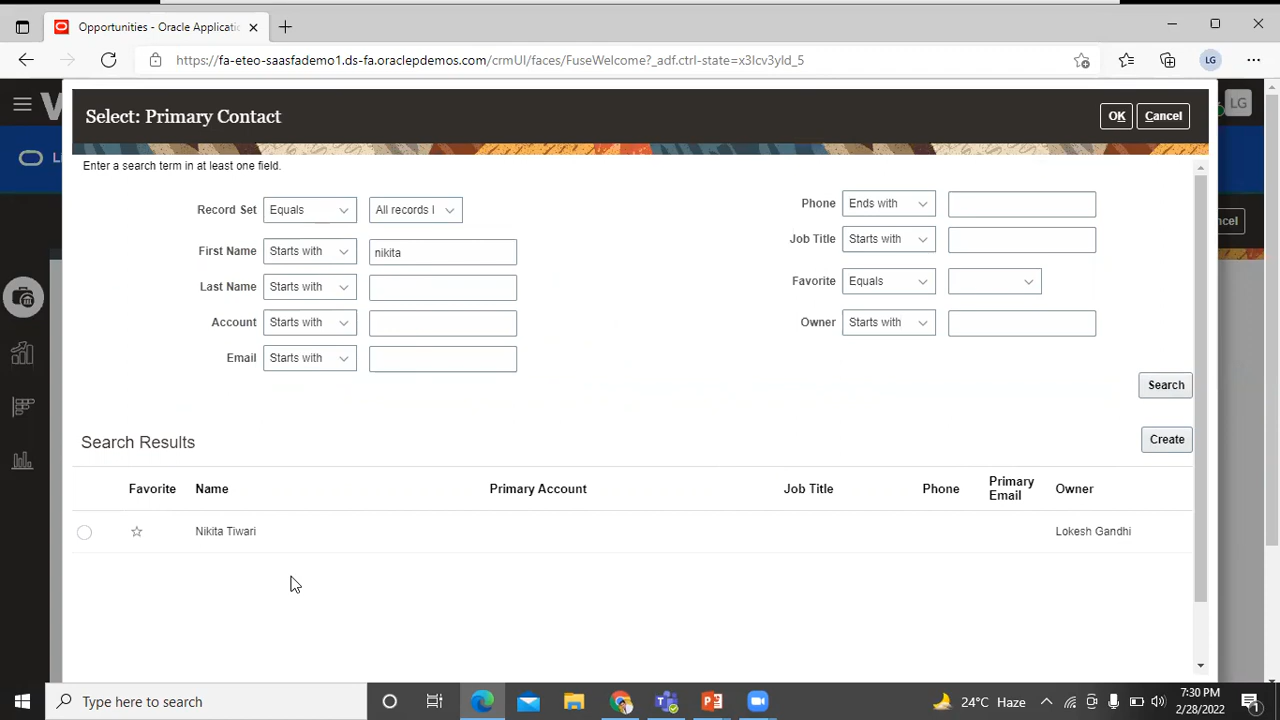 Opportunities - Oracle Applicatio
https://fa-eteo-saasfademo1.ds-fa.oraclepdemos.com/crmUI/faces/FuseWelcome?_adf.ctrl-state=x3lcv3yld_5
LG
LG
Select: Primary Contact
OK
Cancel
Enter a search term in at least one field.
Record Set Equals All records I
First Name Starts with nikita
Last Name Starts with
Account Starts with
Email Starts with
Phone Ends with
Job Title Starts with
Favorite Equals
Owner Starts with
Search
Search Results
Create
Favorite Name Primary Account Job Title Phone Primary Email Owner
Nikita Tiwari Lokesh Gandhi
Type here to search
24°C Haze
7:30 PM
2/28/2022
1